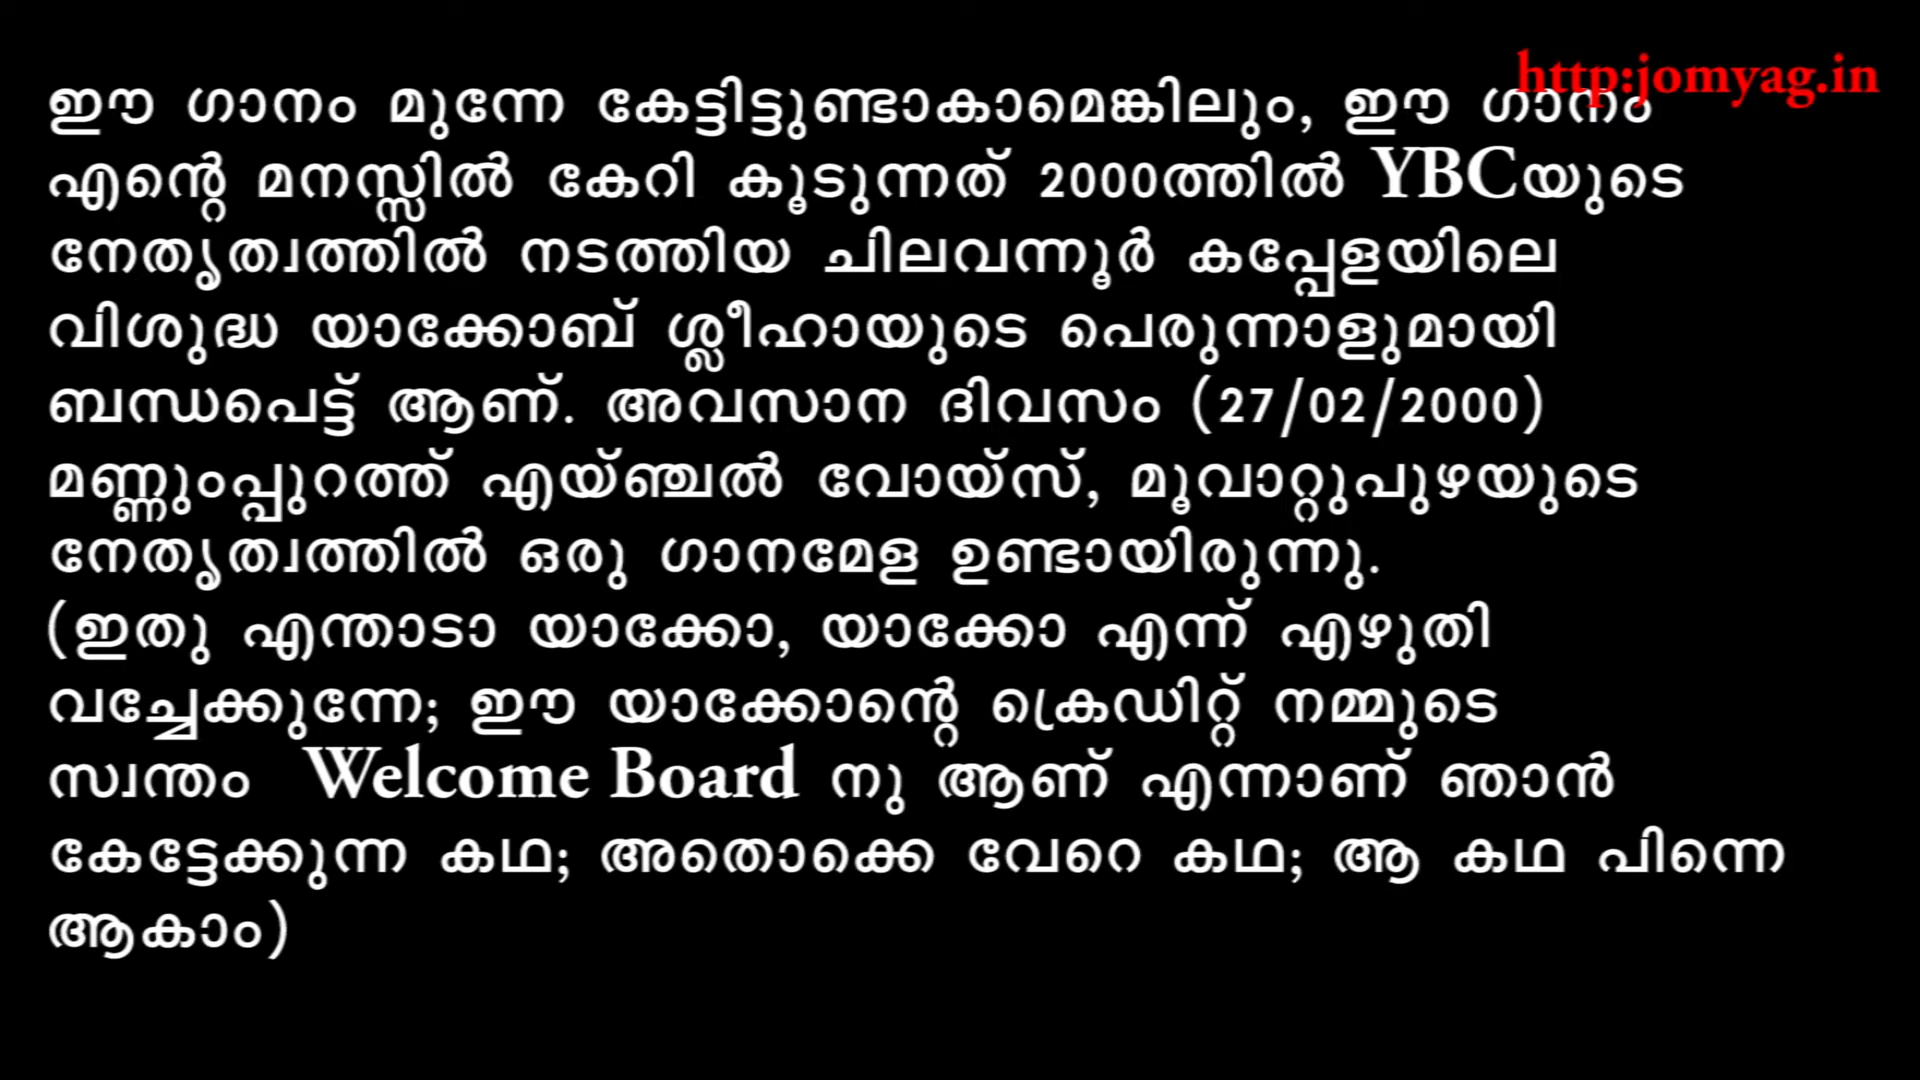 http:jomyag.in
ഈ ഗാനം മുന്നേ കേട്ടിട്ടുണ്ടാകാമെങ്കിലും, ഈ ഗാനം
എന്റെ മനസ്സിൽ കേറി കൂടുന്നത് 2000ത്തിൽ YBCയുടെ
നേതൃത്വത്തിൽ നടത്തിയ ചിലവന്നൂർ കപ്പേളയിലെ
വിശുദ്ധ യാക്കോബ് ശ്ലീഹായുടെ പെരുന്നാളുമായി
ബന്ധപെട്ട് ആണ്. അവസാന ദിവസം (27/02/2000)
മണ്ണുംപ്പുറത്ത് എയ്ഞ്ചൽ വോയ്സ്, മൂവാറ്റുപുഴയുടെ
നേതൃത്വത്തിൽ ഒരു ഗാനമേള ഉണ്ടായിരുന്നു.
(ഇതു എന്താടാ യാക്കോ, യാക്കോ എന്ന് എഴുതി
വച്ചേക്കുന്നേ; ഈ യാക്കോന്റെ ക്രെഡിറ്റ് നമ്മുടെ
സ്വന്തം Welcome Board നു ആണ് എന്നാണ് ഞാൻ
കേട്ടേക്കുന്ന കഥ; അതൊക്കെ വേറെ കഥ; ആ കഥ പിന്നെ
ആകാം)